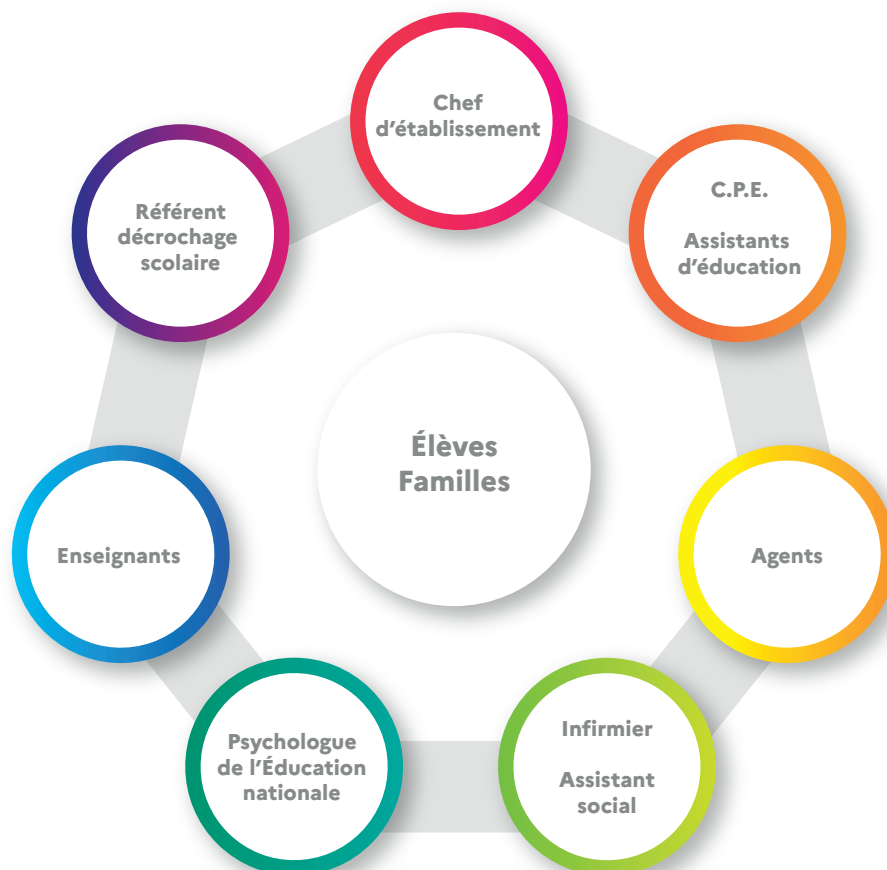 Chef
d'établissement
C.P.E.
Assistants
d'éducation
Référent
décrochage
scolaire
Élèves
Familles
Enseignants
Agents
Infirmier
Assistant
social
Psychologue
de l'Éducation
nationale